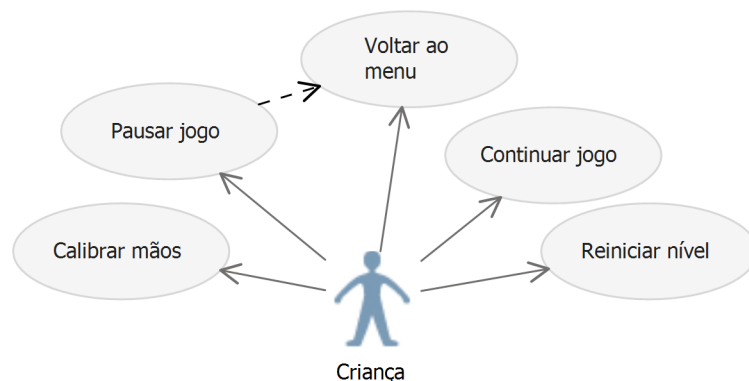 Voltar ao
menu
Pausar jogo
Continuar jogo
Calibrar mãos
Reiniciar nível
Criança